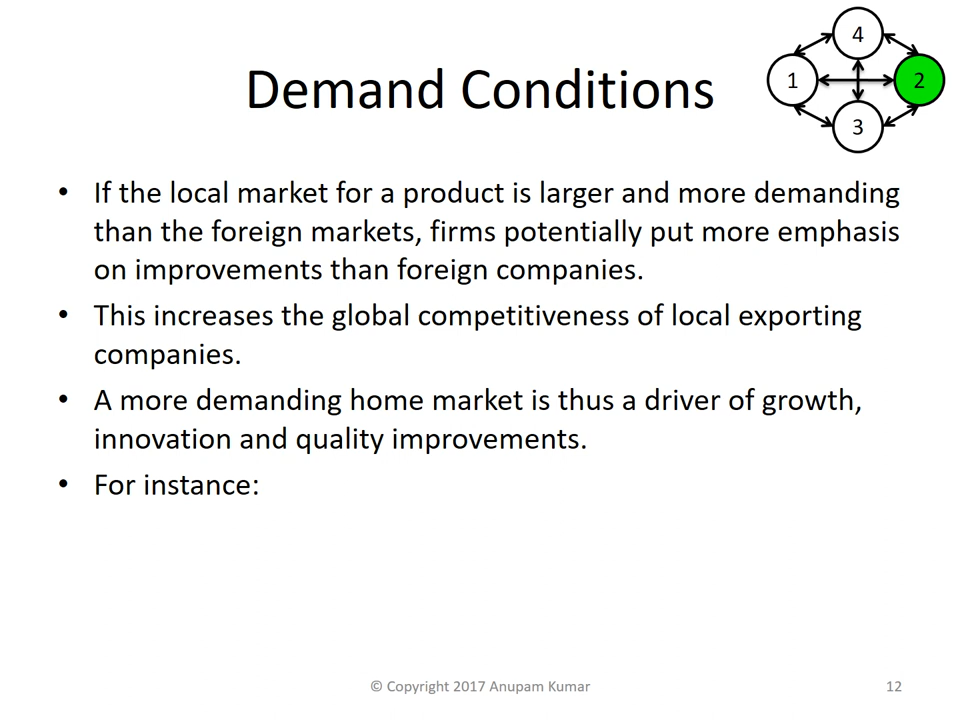 4
1
2
3
Demand Conditions
• If the local market for a product is larger and more demanding
than the foreign markets, firms potentially put more emphasis
on improvements than foreign companies.
• This increases the global competitiveness of local exporting
companies.
• A more demanding home market is thus a driver of growth,
innovation and quality improvements.
• For instance:
© Copyright 2017 Anupam Kumar
12